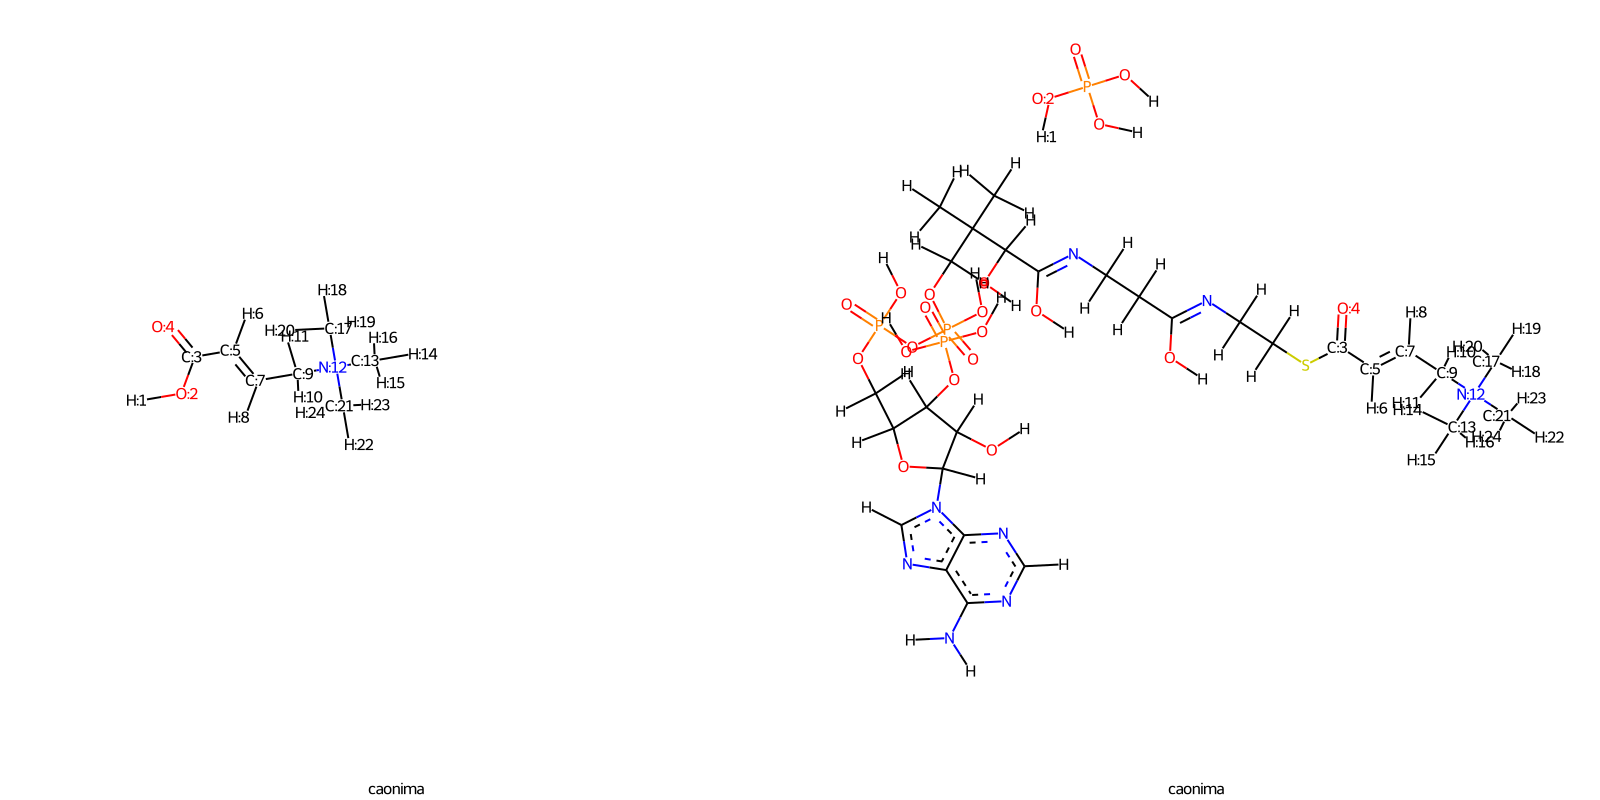 H:18
H:6
O:4 H:20 C:17 H:19
H:11 H:16
C:3 C:5 C:13 H:14
C:7 C:9 N:12 H:15
H:1 O:2 H:10
H:24 C:21 H:23
H:8
H:22
caonima
O
O
P
O:2
H
O
H
H:1
H
H H
H
H
H H
H
H
H
N
H
H
H
H
O
O
H
H
N
H
O
O
O
H
H
O
O
O
H
H
O:4
H:8
P
P
P
O
O
O
H
H
H
H:19
O
O
S
C:3
C:7
H:20
H:10
C:17
H:18
C:5
C:9
O
H
H
H
H
O
N:12
H:6
H:11
H:14
H:23
C:21
H
H
O
H
C:13
H:24
H:22
H:16
H:15
O
H
H
N
N
N
H
N
N
H
N
H
caonima